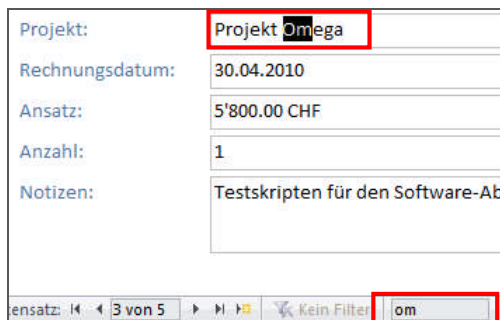 Projekt: Projekt Omega
Rechnungsdatum: 30.04.2010
Ansatz: 5'800.00 CHF
Anzahl: 1
Notizen: Testskripten für den Software-Ab
ensatz: 3 von 5 Kein Filter om